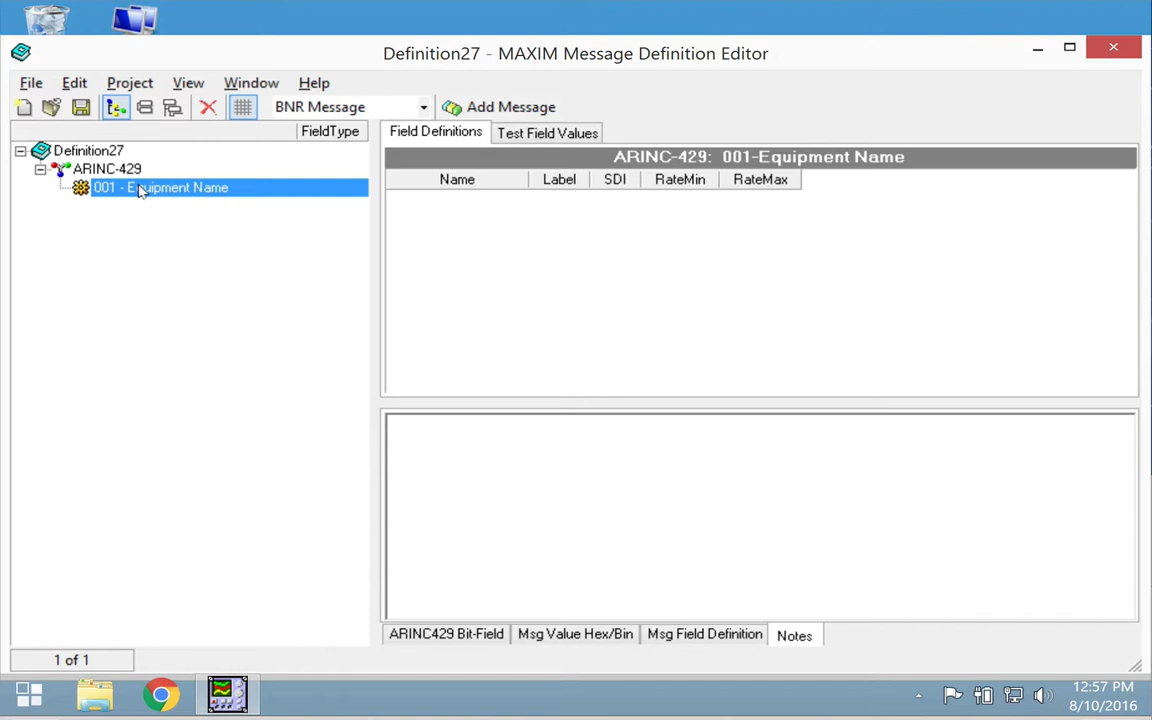 Definition27 - MAXIM Message Definition Editor
File Edit Project View Window Help
BNR Message Add Message
FieldType
Definition27
ARINC-429
001 - Equipment Name
Field Definitions Test Field Values
ARINC-429: 001-Equipment Name
Name Label SDI RateMin RateMax
ARINC429 Bit-Field Msg Value Hex/Bin Msg Field Definition Notes
1 of 1
12:57 PM
8/10/2016